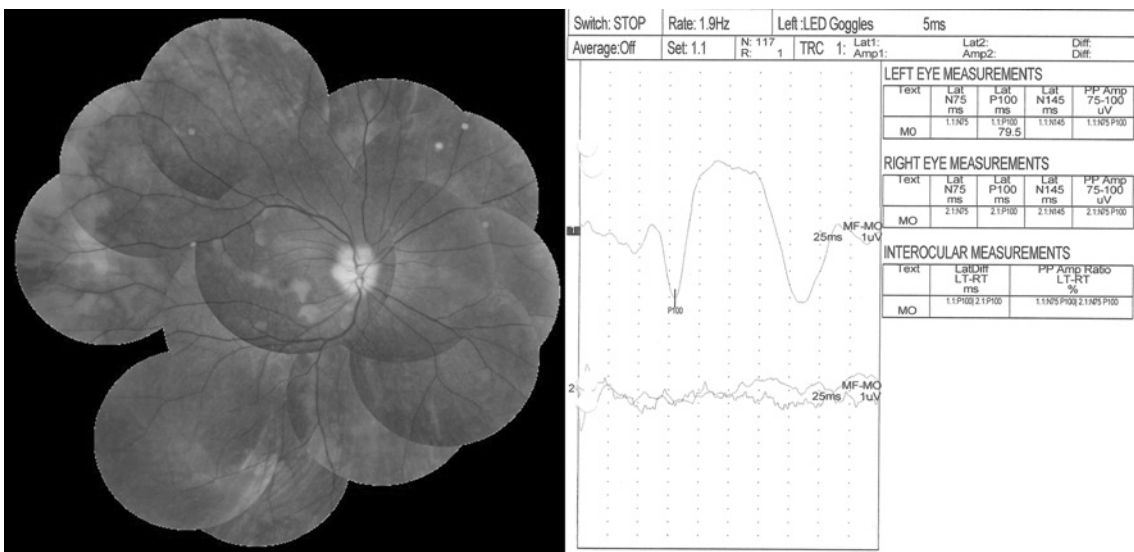 Switch: STOP Rate: 1.9Hz Left :LED Goggles 5ms
Average:Off Set: 1.1 N: 117 R: 1 TRC 1: Lat1: Lat2: Diff:
Amp1: Amp2: Diff:
LEFT EYE MEASUREMENTS
Text Lat N75 ms Lat P100 ms Lat N145 ms PP Amp 75-100 uV
1.1:N75 1.1:P100 1.1:N145 1.1:N75 P100
MO 79.5
RIGHT EYE MEASUREMENTS
Text Lat N75 ms Lat P100 ms Lat N145 ms PP Amp 75-100 uV
2.1:N75 2.1:P100 2.1:N145 2.1:N75 P100
MO
INTEROCULAR MEASUREMENTS
Text LatDiff LT-RT ms PP Amp Ratio LT-RT %
1.1:P100| 2.1:P100 1.1:N75 P100| 2.1:N75 P100
MO
MF-MO
25ms 1uV
P100
2
MF-MO
25ms 1uV